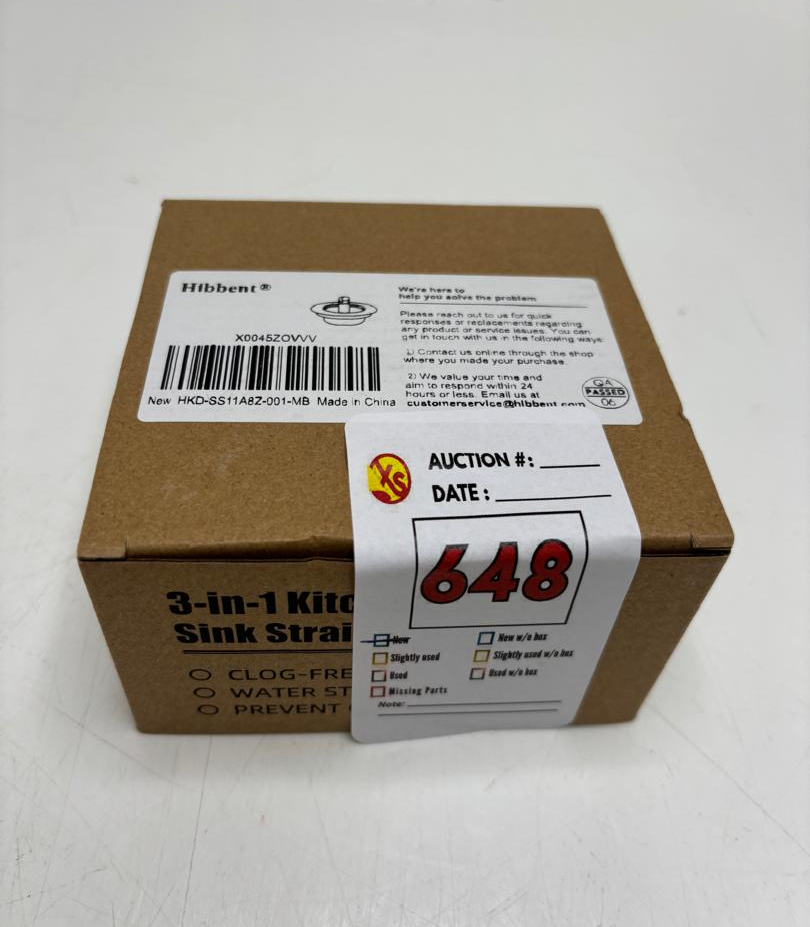 Hibbent®
X0045ZOVVV
New HKD-SS11A8Z-001-MB Made in China
We're here to
help you solve the problem
Please reach out to us for quick
responses or replacements regarding
any product or service issues. You can
get in touch with us in the following ways:
1) Contact us online through the shop
where you made your purchase.
2) We value your time and
aim to respond within 24
hours or less. Email us at
customerservice@hibbent.com
QA
PASSED
06
XS
AUCTION #:
DATE:
648
New
New w/o box
Slightly used
Slightly used w/o box
Used
Used w/o box
Missing Parts
Note:
3-in-1 Kitc
Sink Strai
CLOG-FRE
WATER ST
PREVENT